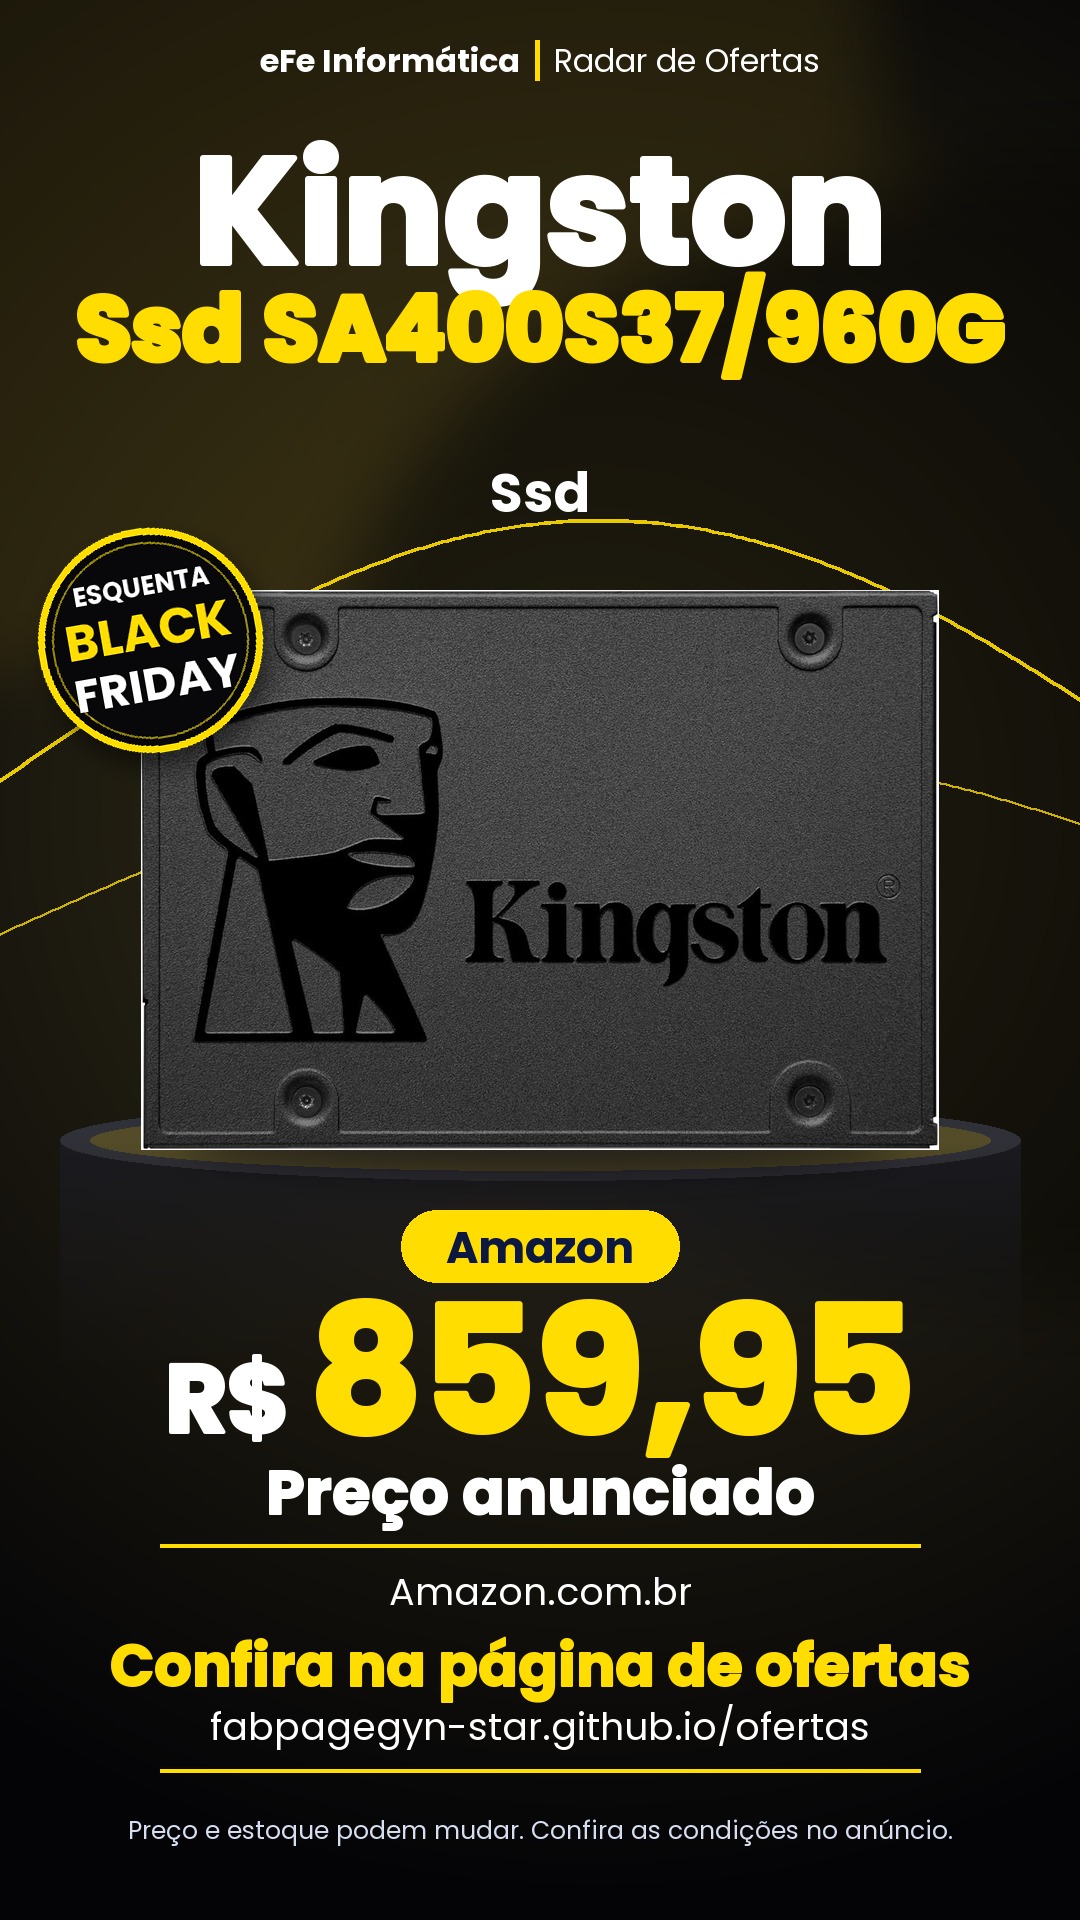 eFe Informática | Radar de Ofertas
Kingston
Ssd SA400S37/960G
Ssd
ESQUENTA
BLACK
FRIDAY
Kingston®
Amazon
R$ 859,95
Preço anunciado
Amazon.com.br
Confira na página de ofertas
fabpagegyn-star.github.io/ofertas
Preço e estoque podem mudar. Confira as condições no anúncio.